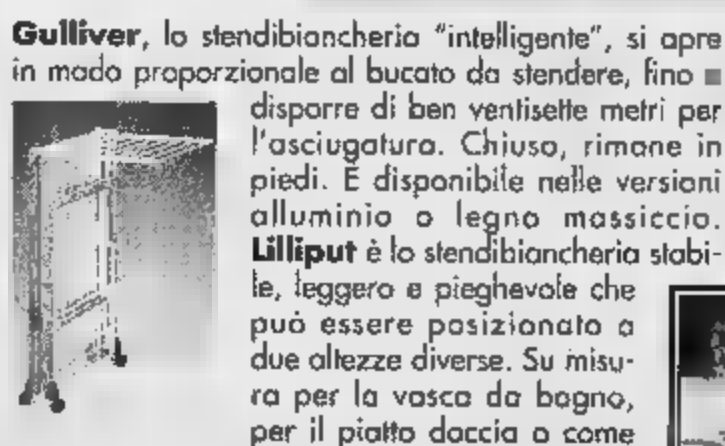 Gulliver, lo stendibiancheria "intelligente", si apre
in modo proporzionale al bucato da stendere, fino a
disporre di ben ventisette metri per
l'asciugatura. Chiuso, rimane in
piedi. È disponibile nelle versioni
alluminio o legno massiccio.
Lilliput è lo stendibiancheria stabi-
le, leggero e pieghevole che
può essere posizionato a
due altezze diverse. Su misu-
ra per la vasca da bagno,
per il piatto doccia o come